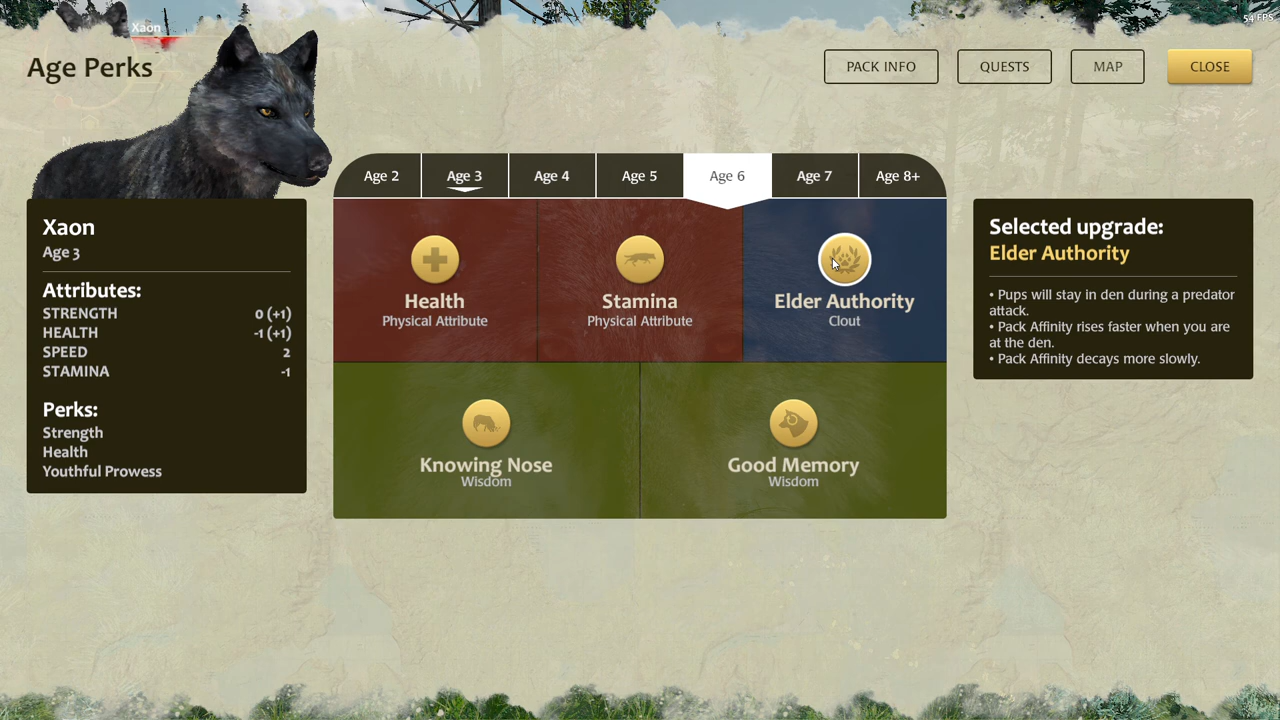 Xaon
54 FPS
Age Perks
PACK INFO
QUESTS
MAP
CLOSE
Age 2
Age 3
Age 4
Age 5
Age 6
Age 7
Age 8+
Xaon
Age 3
Attributes:
STRENGTH 0 (+1)
HEALTH -1 (+1)
SPEED 2
STAMINA -1
Perks:
Strength
Health
Youthful Prowess
Health
Physical Attribute
Stamina
Physical Attribute
Elder Authority
Clout
Knowing Nose
Wisdom
Good Memory
Wisdom
Selected upgrade:
Elder Authority
• Pups will stay in den during a predator
attack.
• Pack Affinity rises faster when you are
at the den.
• Pack Affinity decays more slowly.